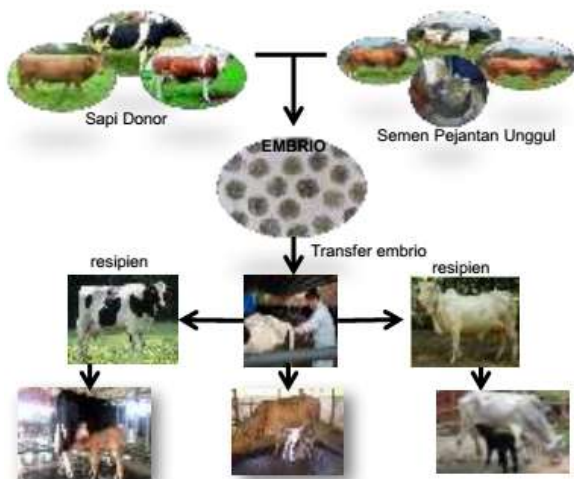 Sapi Donor
Semen Pejantan Unggul
EMBRIO
Transfer embrio
resipien
resipien